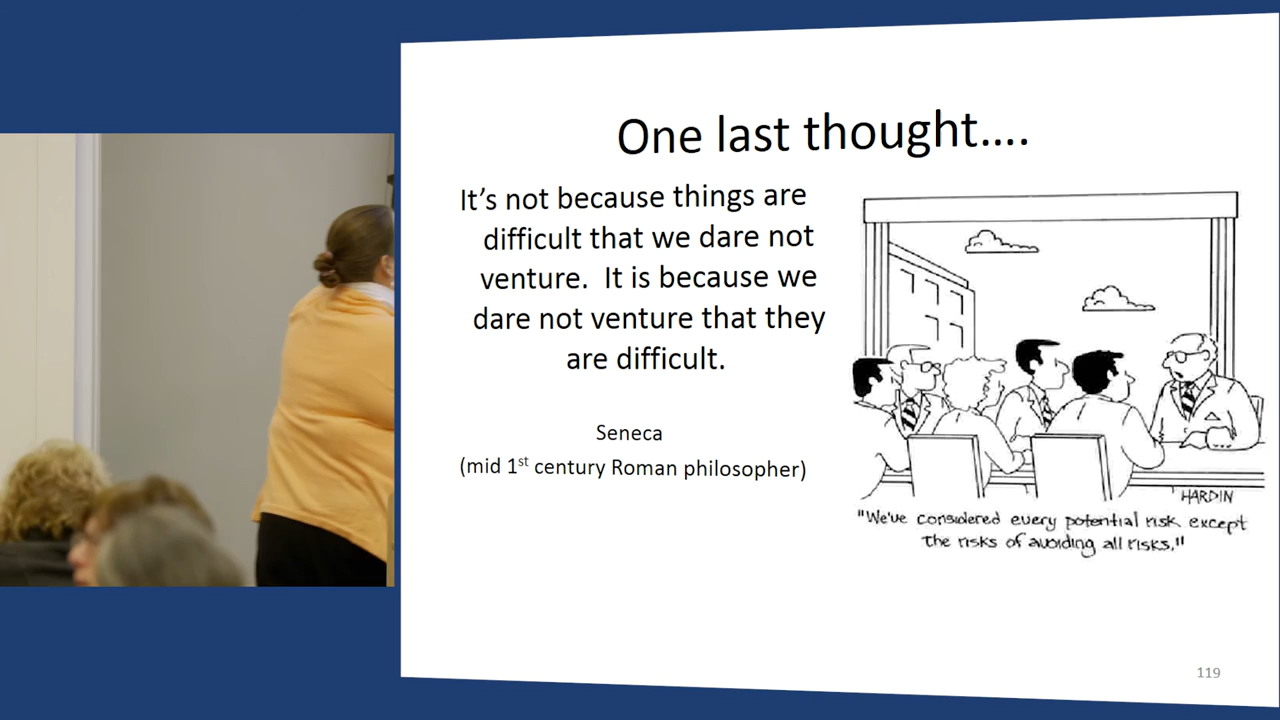 One last thought....
It's not because things are
difficult that we dare not
venture. It is because we
dare not venture that they
are difficult.
Seneca
(mid 1st century Roman philosopher)
HARDIN
"We've considered every potential risk except
the risks of avoiding all risks."
119